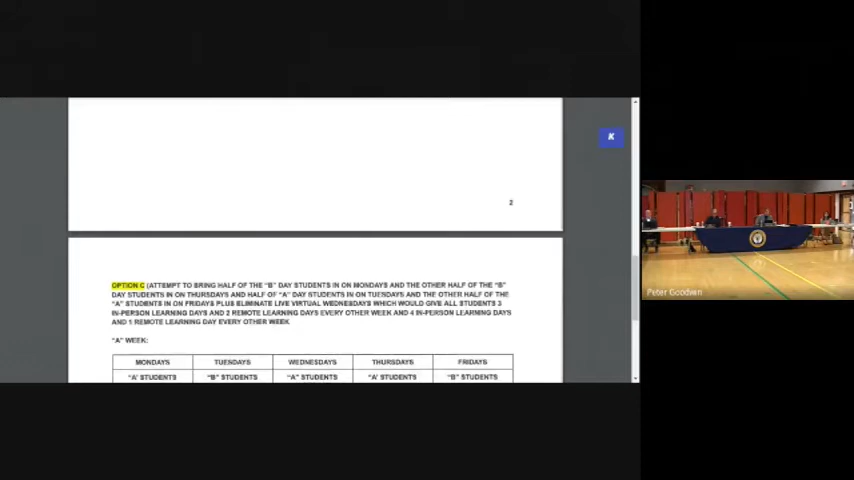 K
2
OPTION C (ATTEMPT TO BRING HALF OF THE "B" DAY STUDENTS IN ON MONDAYS AND THE OTHER HALF OF THE "B"
DAY STUDENTS IN ON THURSDAYS AND HALF OF "A" DAY STUDENTS IN ON TUESDAYS AND THE OTHER HALF OF THE
"A" STUDENTS IN ON FRIDAYS PLUS ELIMINATE LIVE VIRTUAL WEDNESDAYS WHICH WOULD GIVE ALL STUDENTS 3
IN-PERSON LEARNING DAYS AND 2 REMOTE LEARNING DAYS EVERY OTHER WEEK AND 4 IN-PERSON LEARNING DAYS
AND 1 REMOTE LEARNING DAY EVERY OTHER WEEK
"A" WEEK:
MONDAYS TUESDAYS WEDNESDAYS THURSDAYS FRIDAYS
"A' STUDENTS "B" STUDENTS "A" STUDENTS "A' STUDENTS "B" STUDENTS
Peter Goodwin